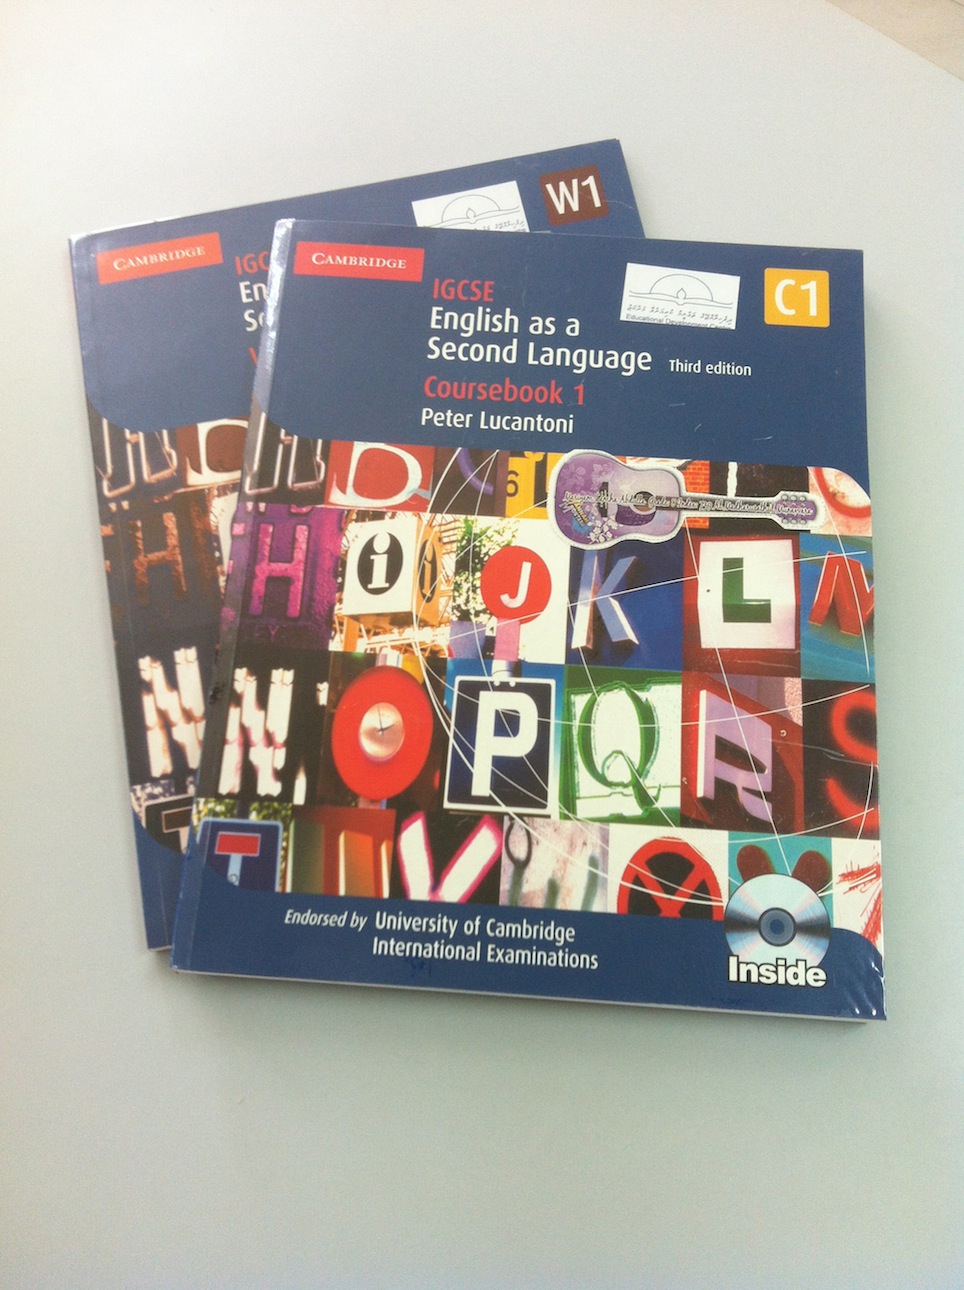 W1
CAMBRIDGE
CAMBRIDGE
IGCSE
English as a
Second Language Third edition
Coursebook 1
Peter Lucantoni
C1
Educational Development
6
H
i
J
K
L
N
O
P
Q
R
S
T
V
X
Endorsed by University of Cambridge
International Examinations
Inside